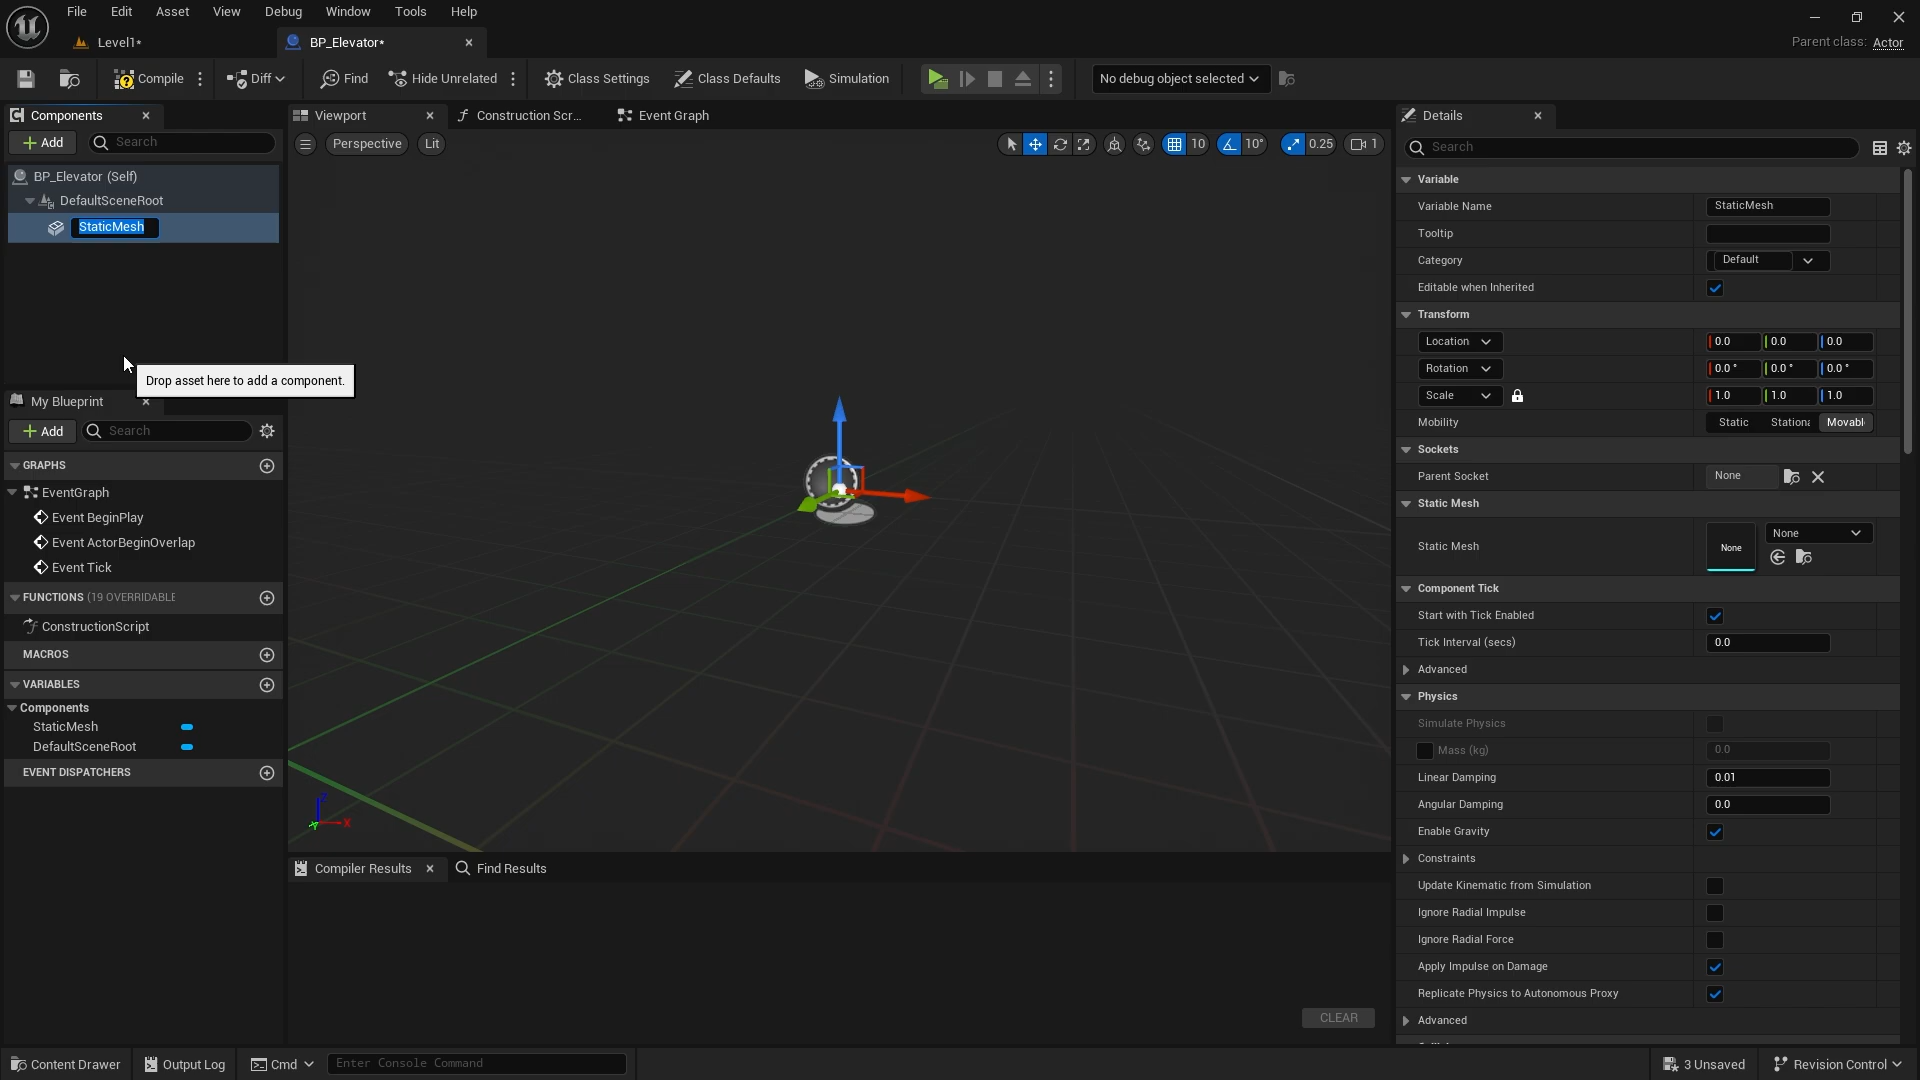 File Edit Asset View Debug Window Tools Help
Level1*
BP_Elevator*
Parent class: Actor
Compile
Diff
Find
Hide Unrelated
Class Settings
Class Defaults
Simulation
No debug object selected
Components
Add
Search
BP_Elevator (Self)
DefaultSceneRoot
StaticMesh
Drop asset here to add a component.
My Blueprint
Add
Search
GRAPHS
EventGraph
Event BeginPlay
Event ActorBeginOverlap
Event Tick
FUNCTIONS (19 OVERRIDABLE
ConstructionScript
MACROS
VARIABLES
Components
StaticMesh
DefaultSceneRoot
EVENT DISPATCHERS
Viewport
Construction Scr...
Event Graph
Perspective
Lit
10
10°
0.25
1
Z
X
Y
Compiler Results
Find Results
CLEAR
Details
Search
Variable
Variable Name StaticMesh
Tooltip
Category Default
Editable when Inherited
Transform
Location 0.0 0.0 0.0
Rotation 0.0 ° 0.0 ° 0.0 °
Scale 1.0 1.0 1.0
Mobility Static Stationa Movabl
Sockets
Parent Socket None
Static Mesh
Static Mesh None None
Component Tick
Start with Tick Enabled
Tick Interval (secs) 0.0
Advanced
Physics
Simulate Physics
Mass (kg) 0.0
Linear Damping 0.01
Angular Damping 0.0
Enable Gravity
Constraints
Update Kinematic from Simulation
Ignore Radial Impulse
Ignore Radial Force
Apply Impulse on Damage
Replicate Physics to Autonomous Proxy
Advanced
Content Drawer
Output Log
Cmd
Enter Console Command
3 Unsaved
Revision Control